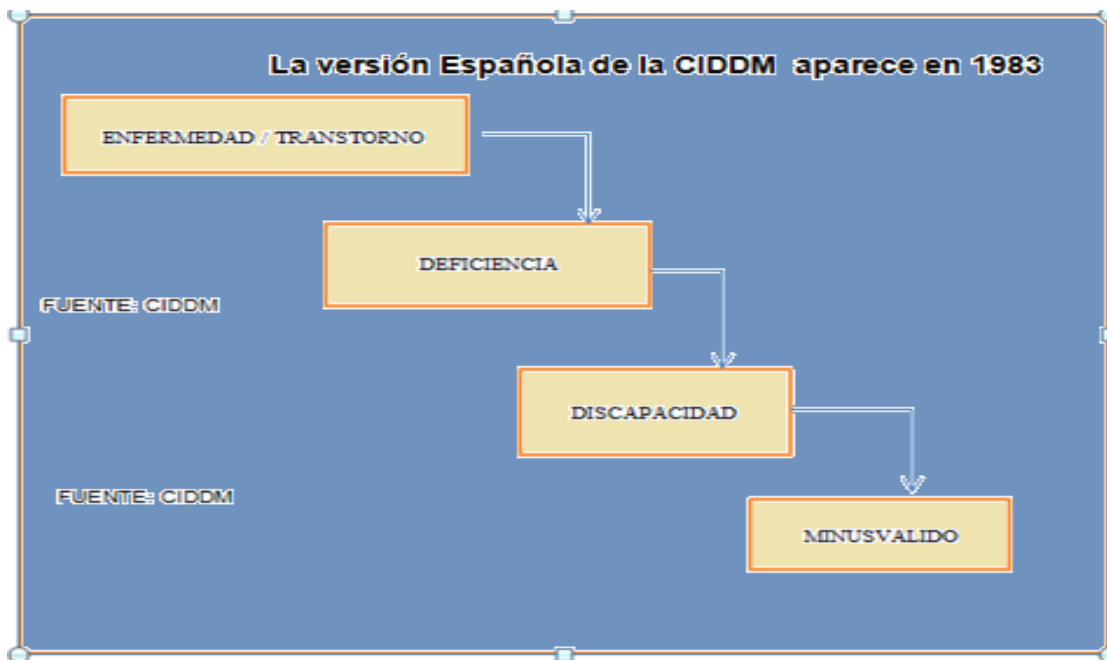 La versión Española de la CIDDM aparece en 1983
ENFERMEDAD / TRANSTORNO
DEFICIENCIA
FUENTE: CIDDM
DISCAPACIDAD
FUENTE: CIDDM
MINUSVALIDO